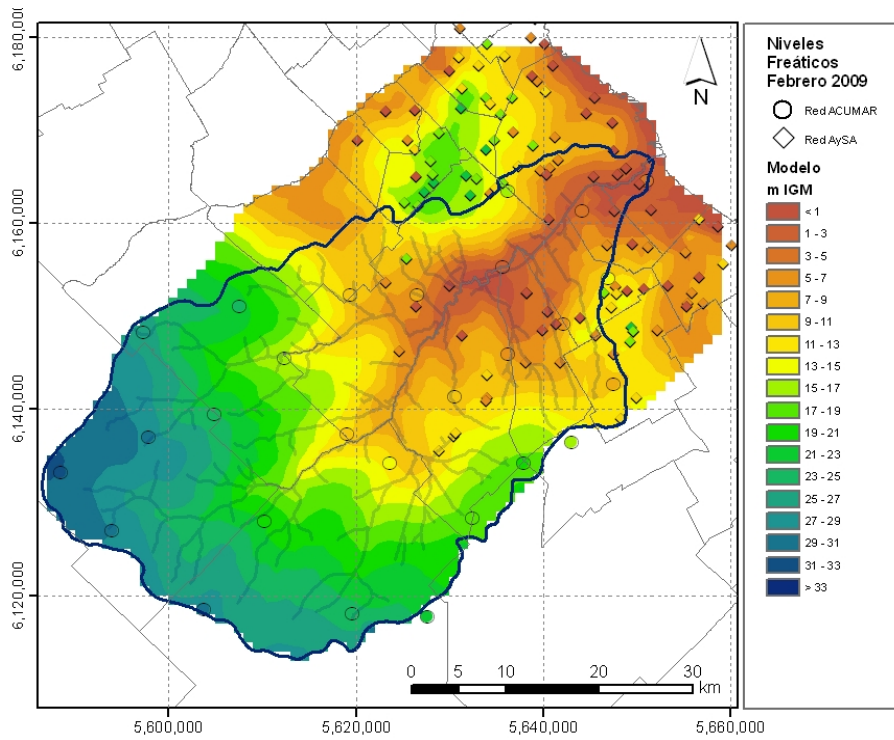 6,180,000
6,160,000
6,140,000
6,120,000
5,600,000
5,620,000
5,640,000
5,660,000
N
0 5 10 20 30
km
Niveles
Freáticos
Febrero 2009
Red ACUMAR
Red AySA
Modelo
m IGM
< 1
1 - 3
3 - 5
5 - 7
7 - 9
9 - 11
11 - 13
13 - 15
15 - 17
17 - 19
19 - 21
21 - 23
23 - 25
25 - 27
27 - 29
29 - 31
31 - 33
> 33